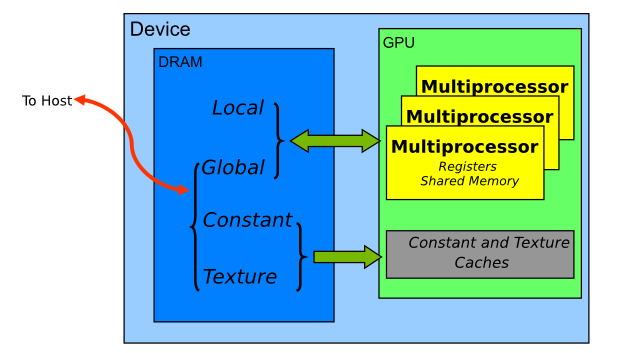 Device
GPU
DRAM
To Host
Local
Global
Constant
Texture
Multiprocessor
Multiprocessor
Multiprocessor
Registers
Shared Memory
Constant and Texture
Caches